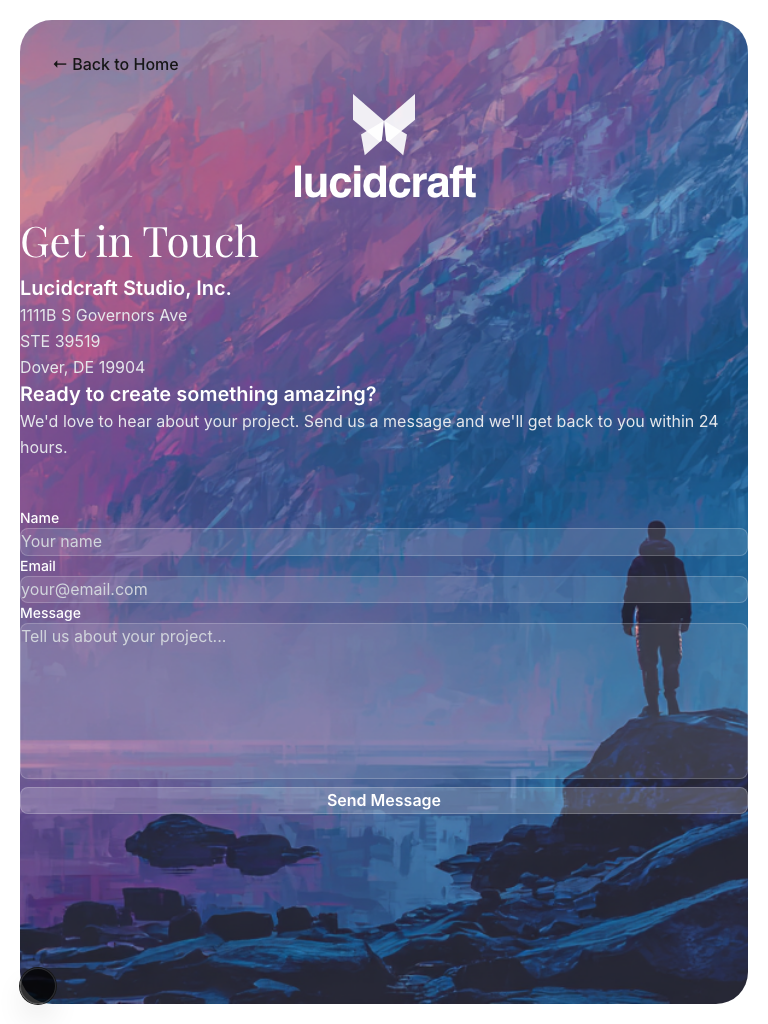 ← Back to Home
lucidcraft
Get in Touch
Lucidcraft Studio, Inc.
1111B S Governors Ave
STE 39519
Dover, DE 19904
Ready to create something amazing?
We'd love to hear about your project. Send us a message and we'll get back to you within 24
hours.
Name
Your name
Email
your@email.com
Message
Tell us about your project...
Send Message